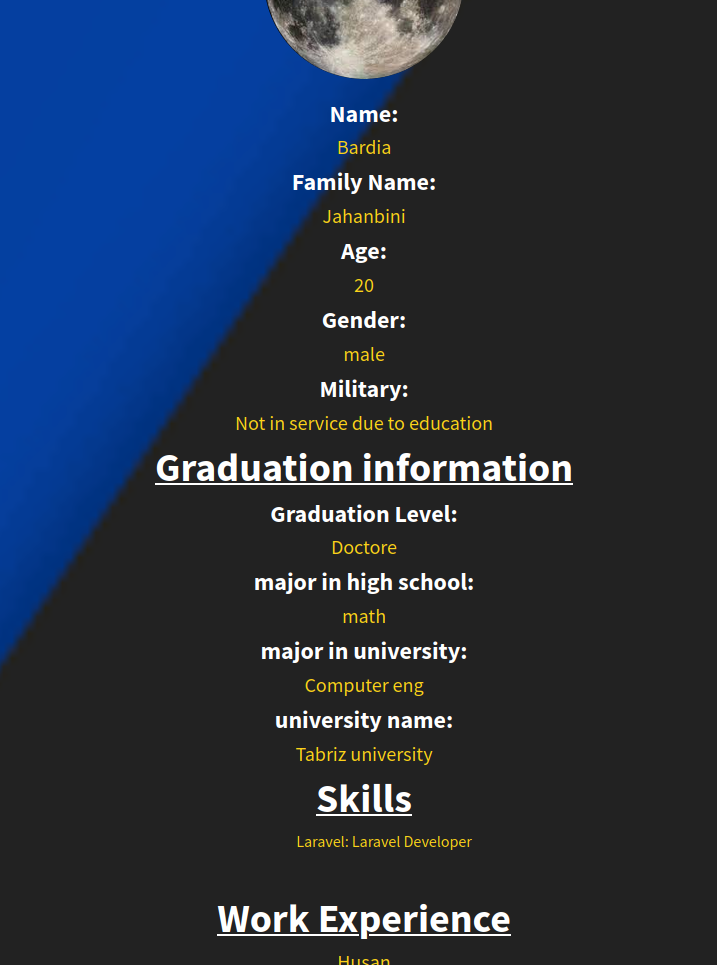 Name:
Bardia
Family Name:
Jahanbini
Age:
20
Gender:
male
Military:
Not in service due to education
Graduation information
Graduation Level:
Doctore
major in high school:
math
major in university:
Computer eng
university name:
Tabriz university
Skills
Laravel: Laravel Developer
Work Experience
Husan